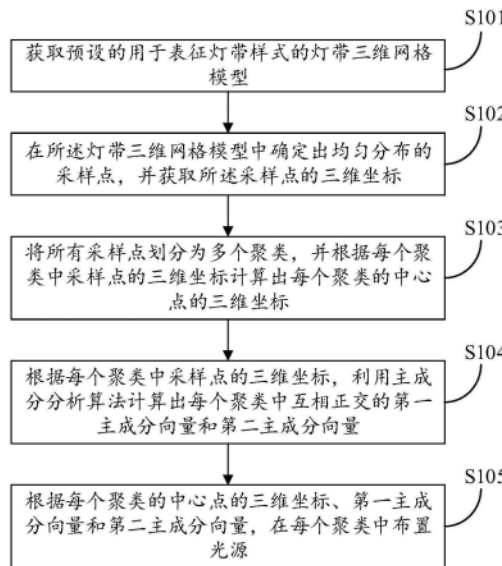 S101
获取预设的用于表征灯带样式的灯带三维网格
模型
S102
在所述灯带三维网格模型中确定出均匀分布的
采样点，并获取所述采样点的三维坐标
S103
将所有采样点划分为多个聚类，并根据每个聚
类中采样点的三维坐标计算出每个聚类的中心
点的三维坐标
S104
根据每个聚类中采样点的三维坐标，利用主成
分分析算法计算出每个聚类中互相正交的第一
主成分向量和第二主成分向量
S105
根据每个聚类的中心点的三维坐标、第一主成
分向量和第二主成分向量，在每个聚类中布置
光源